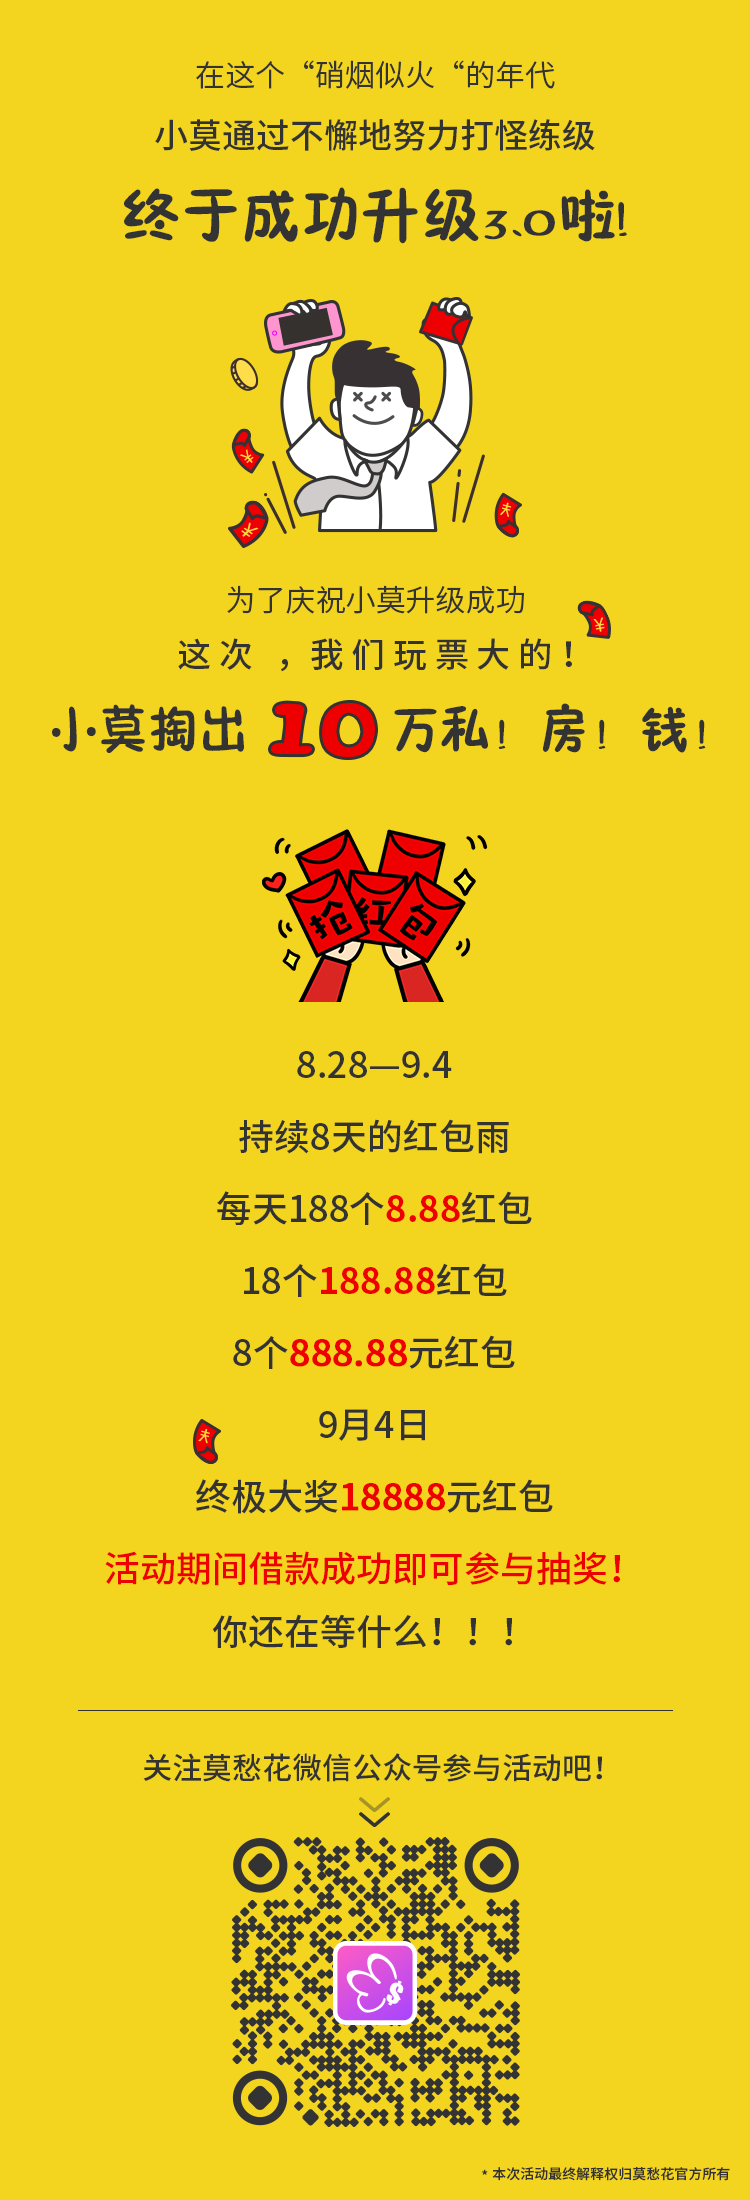 在这个“硝烟似火“的年代
小莫通过不懈地努力打怪练级
终于成功升级3.0啦!
为了庆祝小莫升级成功
这次 ，我们玩票大的！
小莫掏出 10 万私！房！钱！
抢红包
8.28—9.4
持续8天的红包雨
每天188个8.88红包
18个188.88红包
8个888.88元红包
9月4日
终极大奖18888元红包
活动期间借款成功即可参与抽奖！
你还在等什么！！！
关注莫愁花微信公众号参与活动吧！
* 本次活动最终解释权归莫愁花官方所有